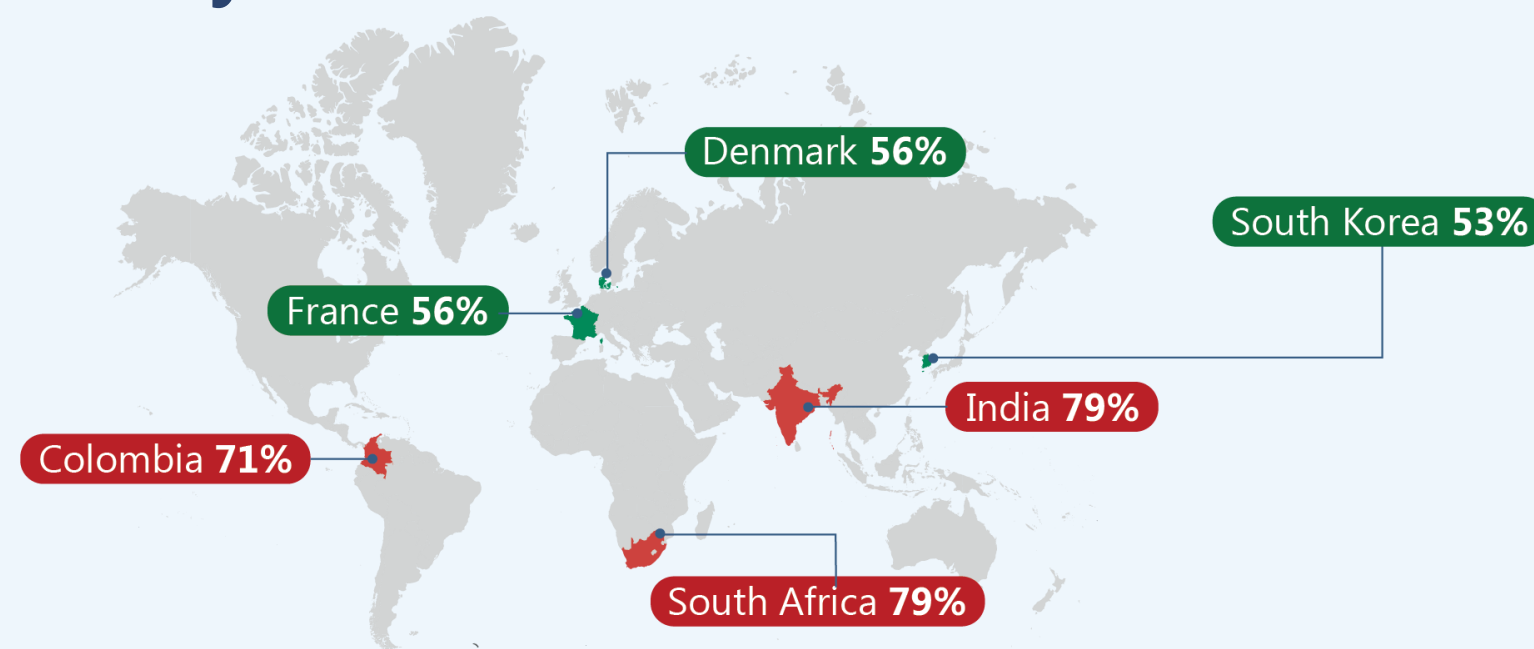 Denmark 56%
South Korea 53%
France 56%
India 79%
Colombia 71%
South Africa 79%